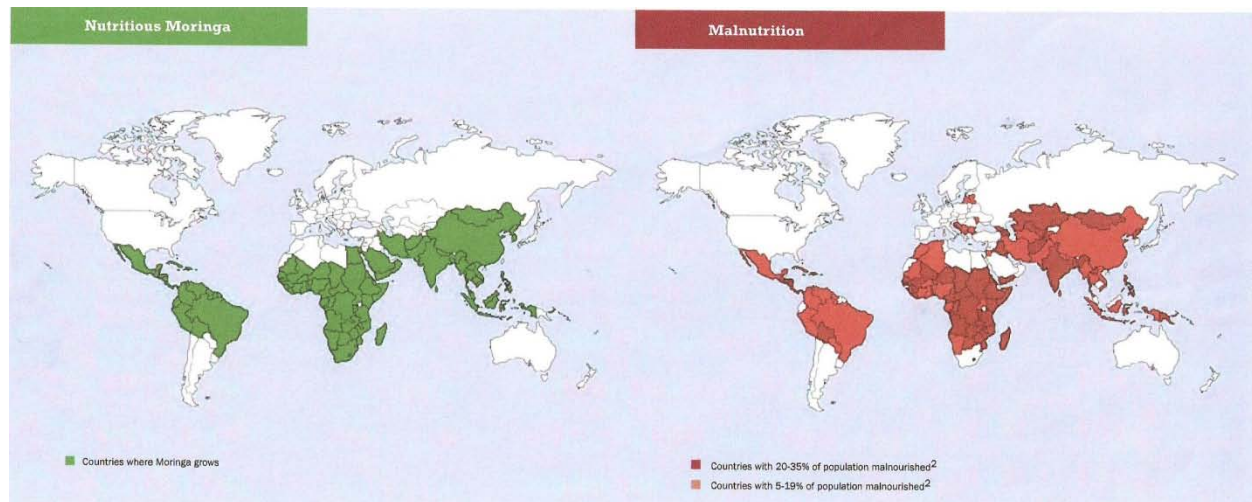 Nutritious Moringa
Malnutrition
Countries where Moringa grows
Countries with 20-35% of population malnourished2
Countries with 5-19% of population malnourished2